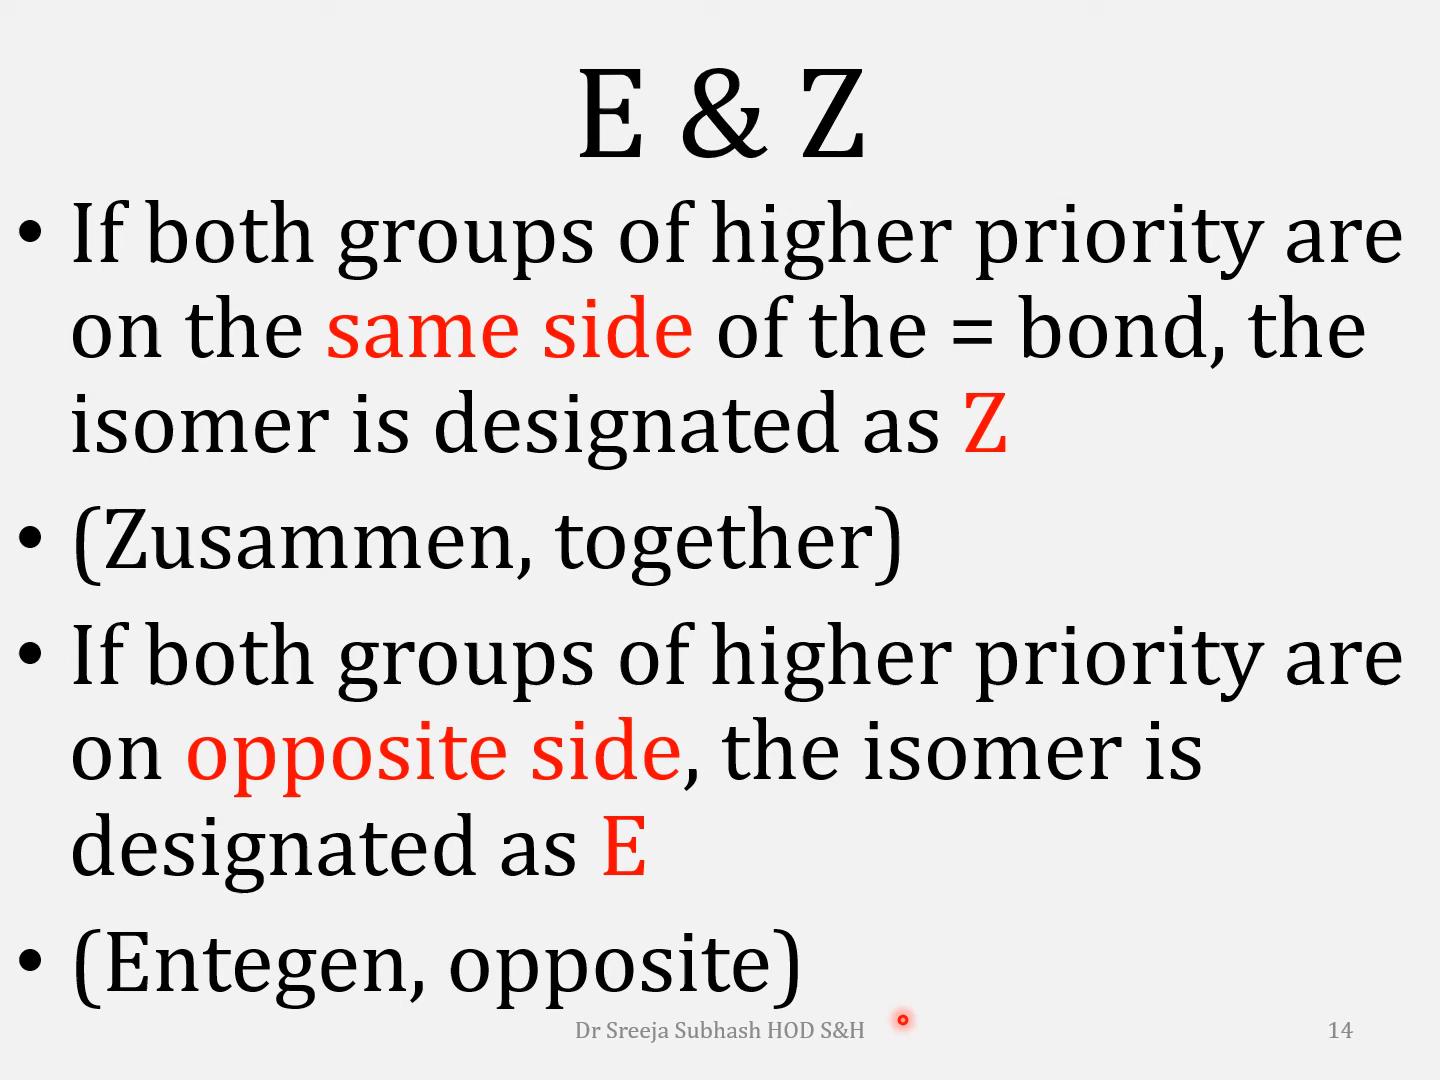 E & Z
• If both groups of higher priority are
on the same side of the = bond, the
isomer is designated as Z
• (Zusammen, together)
• If both groups of higher priority are
on opposite side, the isomer is
designated as E
• (Entegen, opposite)
Dr Sreeja Subhash HOD S&H
14